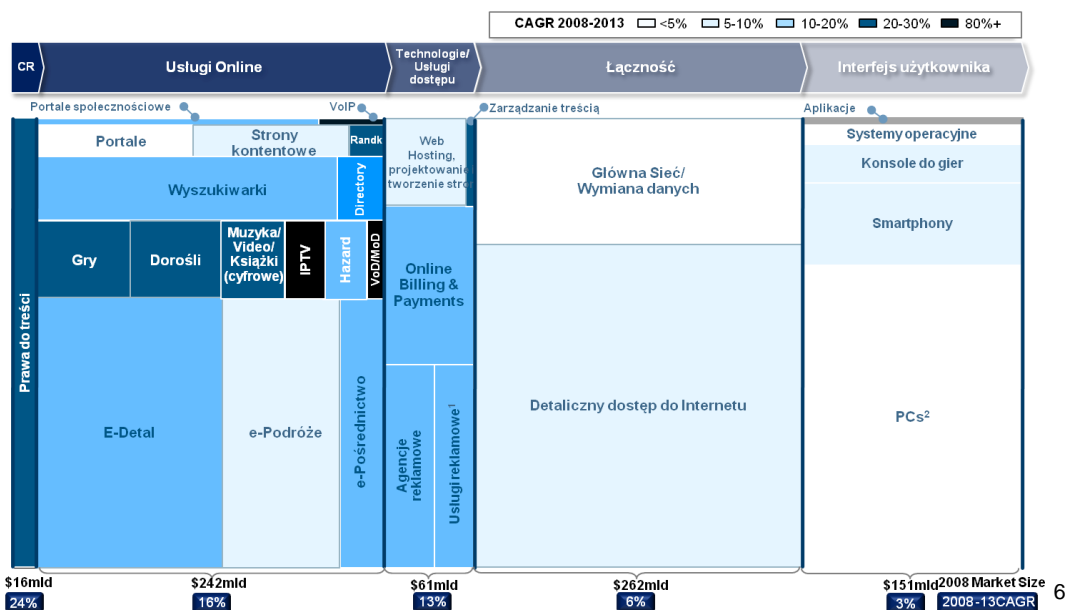 CAGR 2008-2013 <5% 5-10% 10-20% 20-30% 80%+
CR
Usługi Online
Technologie/
Usługi
dostępu
Łączność
Interfejs użytkownika
Portale społecznościowe
VoIP
Zarządzanie treścią
Aplikacje
Portale
Strony
kontentowe
Randk
Wyszukiwarki
Directory
Gry
Dorośli
Muzyka/
Video/
Książki
(cyfrowe)
IPTV
Hazard
VoD/MoD
Prawa do treści
E-Detal
e-Podróże
e-Pośrednictwo
Web
Hosting,
projektowanie
tworzenie stron
Online
Billing &
Payments
Agencje
reklamowe
Usługi reklamowe1
Główna Sieć/
Wymiana danych
Detaliczny dostęp do Internetu
Systemy operacyjne
Konsole do gier
Smartphony
PCs2
$16mld
$242mld
$61mld
$262mld
$151mld
2008 Market Size
24%
16%
13%
6%
3%
2008-13CAGR
6